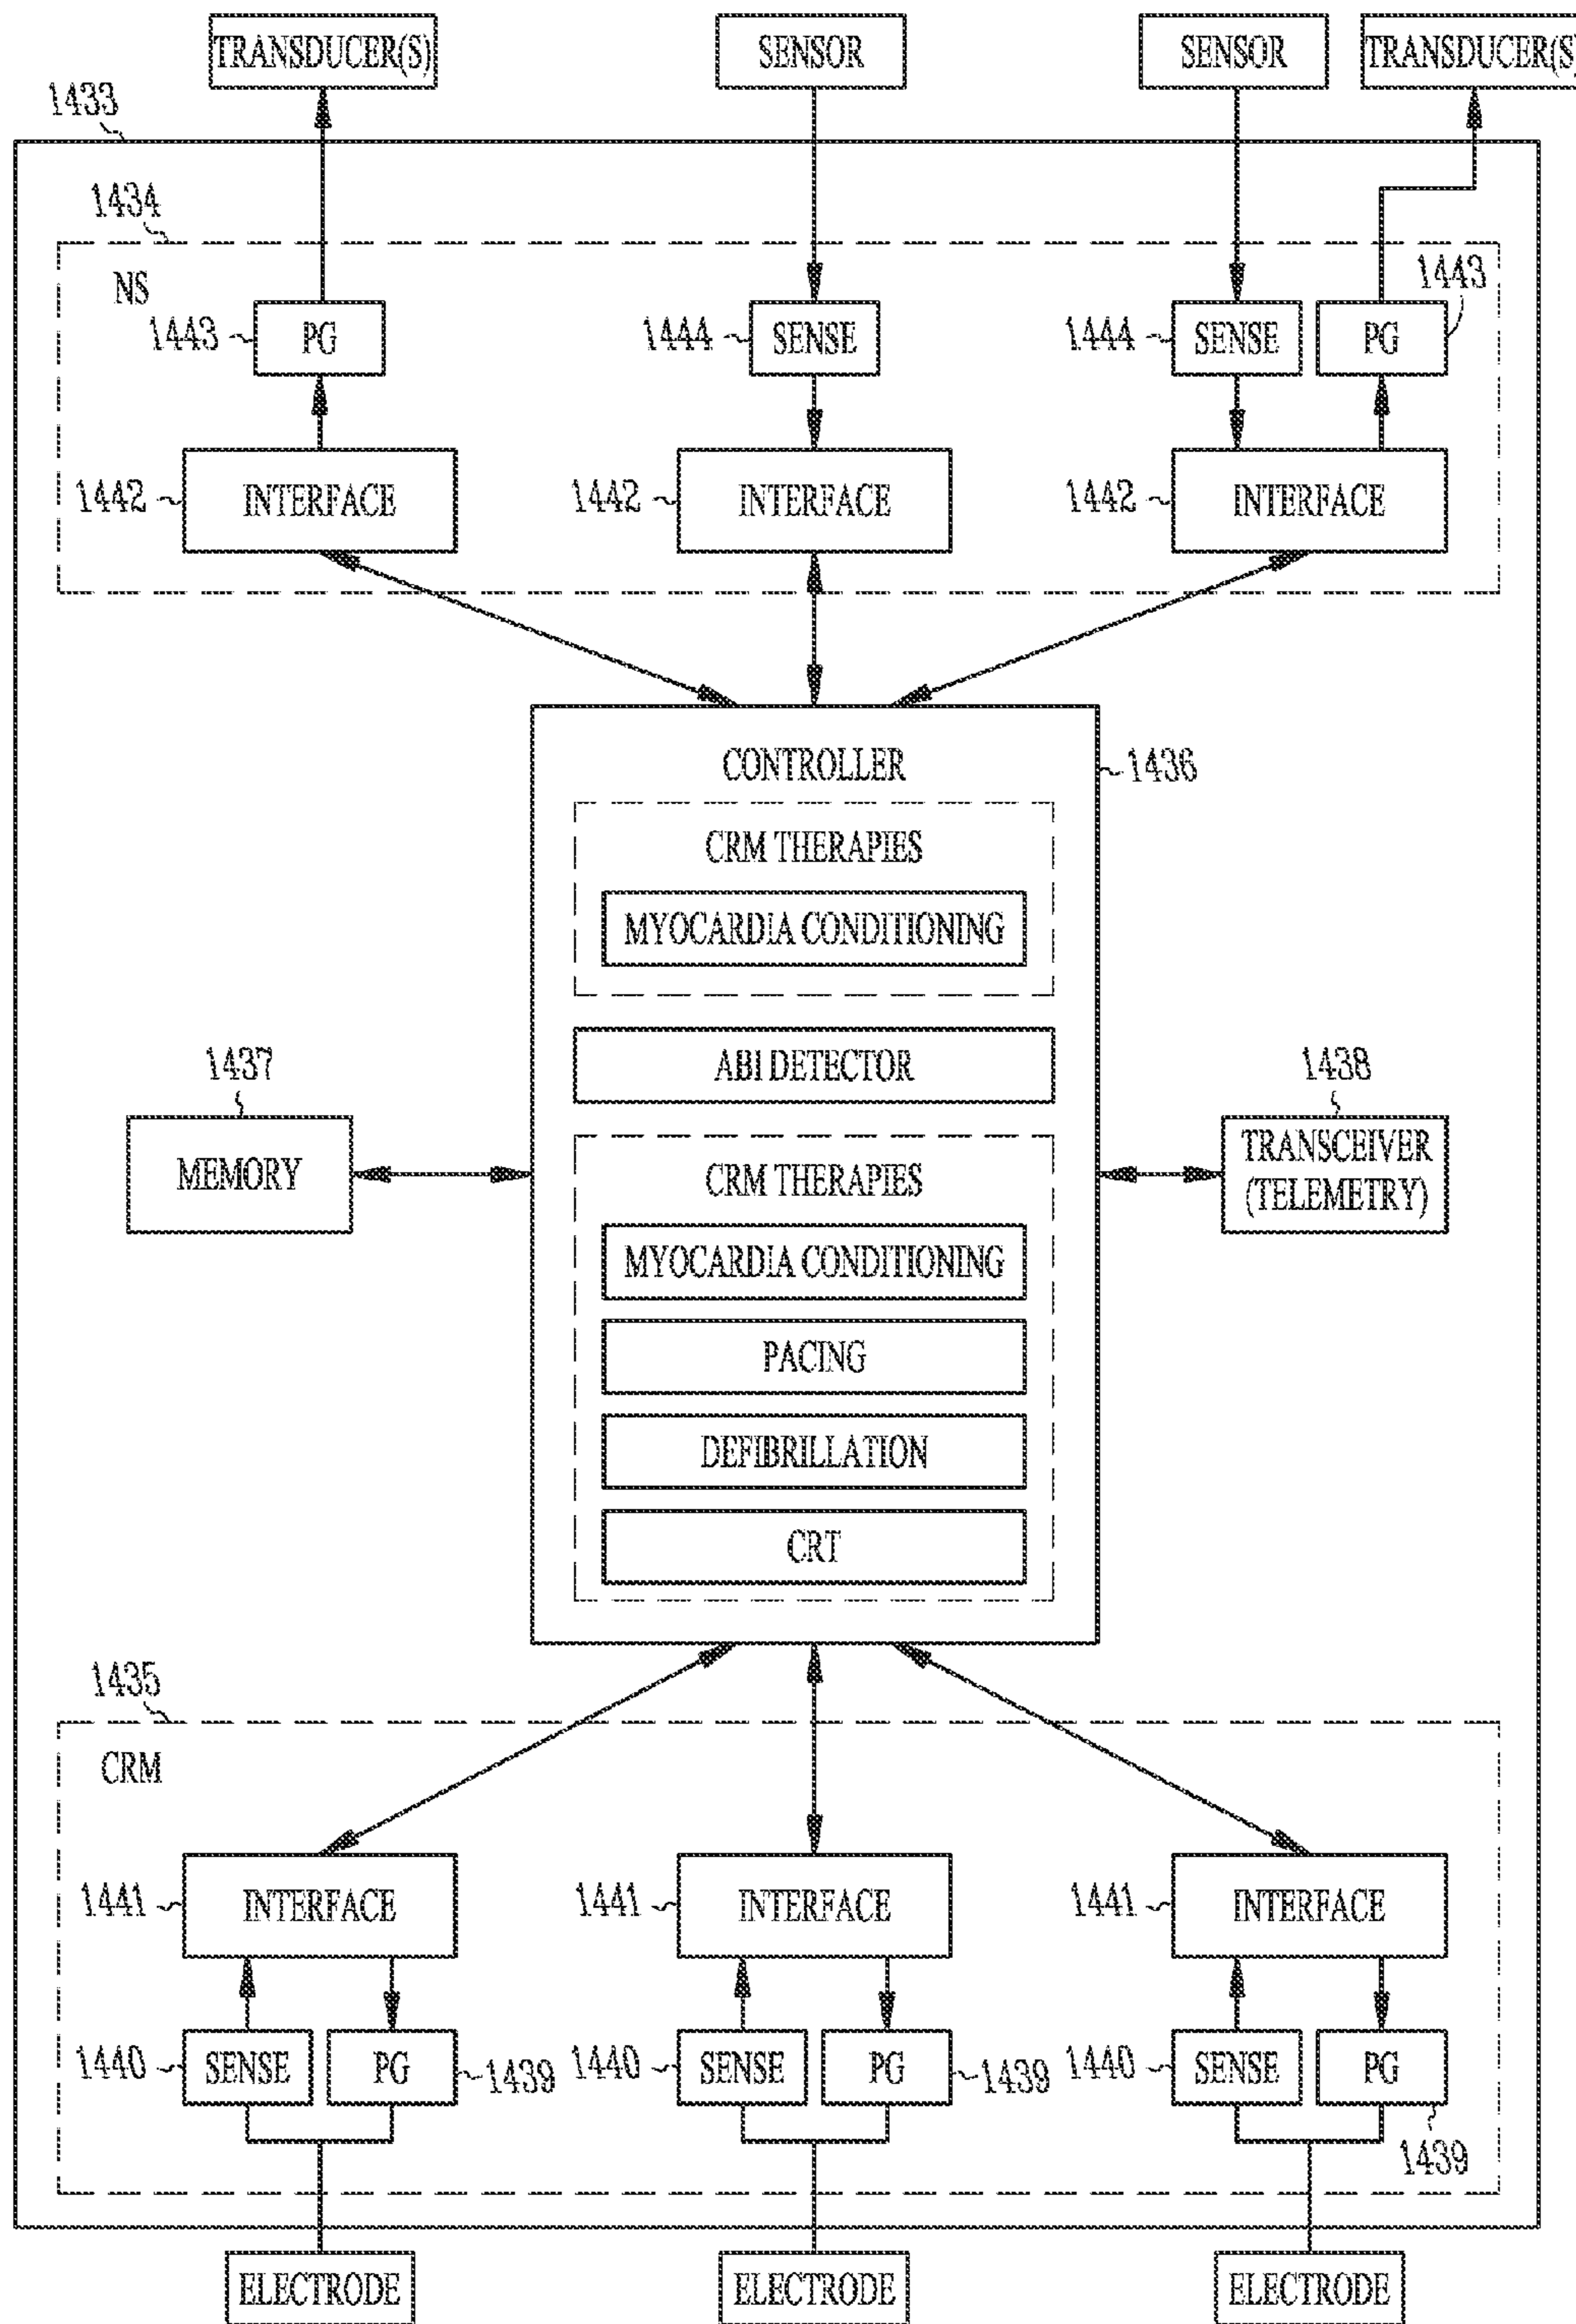 TRANSDUCER(S)
SENSOR
SENSOR
TRANSDUCER(S)
1433
1434
NS
1443
PG
1444
SENSE
1444
SENSE
PG
1443
1442
INTERFACE
1442
INTERFACE
1442
INTERFACE
CONTROLLER
1436
CRM THERAPIES
MYOCARDIA CONDITIONING
ABI DETECTOR
1437
MEMORY
1438
TRANSCEIVER
(TELEMETRY)
CRM THERAPIES
MYOCARDIA CONDITIONING
PACING
DEFIBRILLATION
CRT
1435
CRM
1441
INTERFACE
1441
INTERFACE
1441
INTERFACE
1440
SENSE
PG
1439
1440
SENSE
PG
1439
1440
SENSE
PG
1439
ELECTRODE
ELECTRODE
ELECTRODE